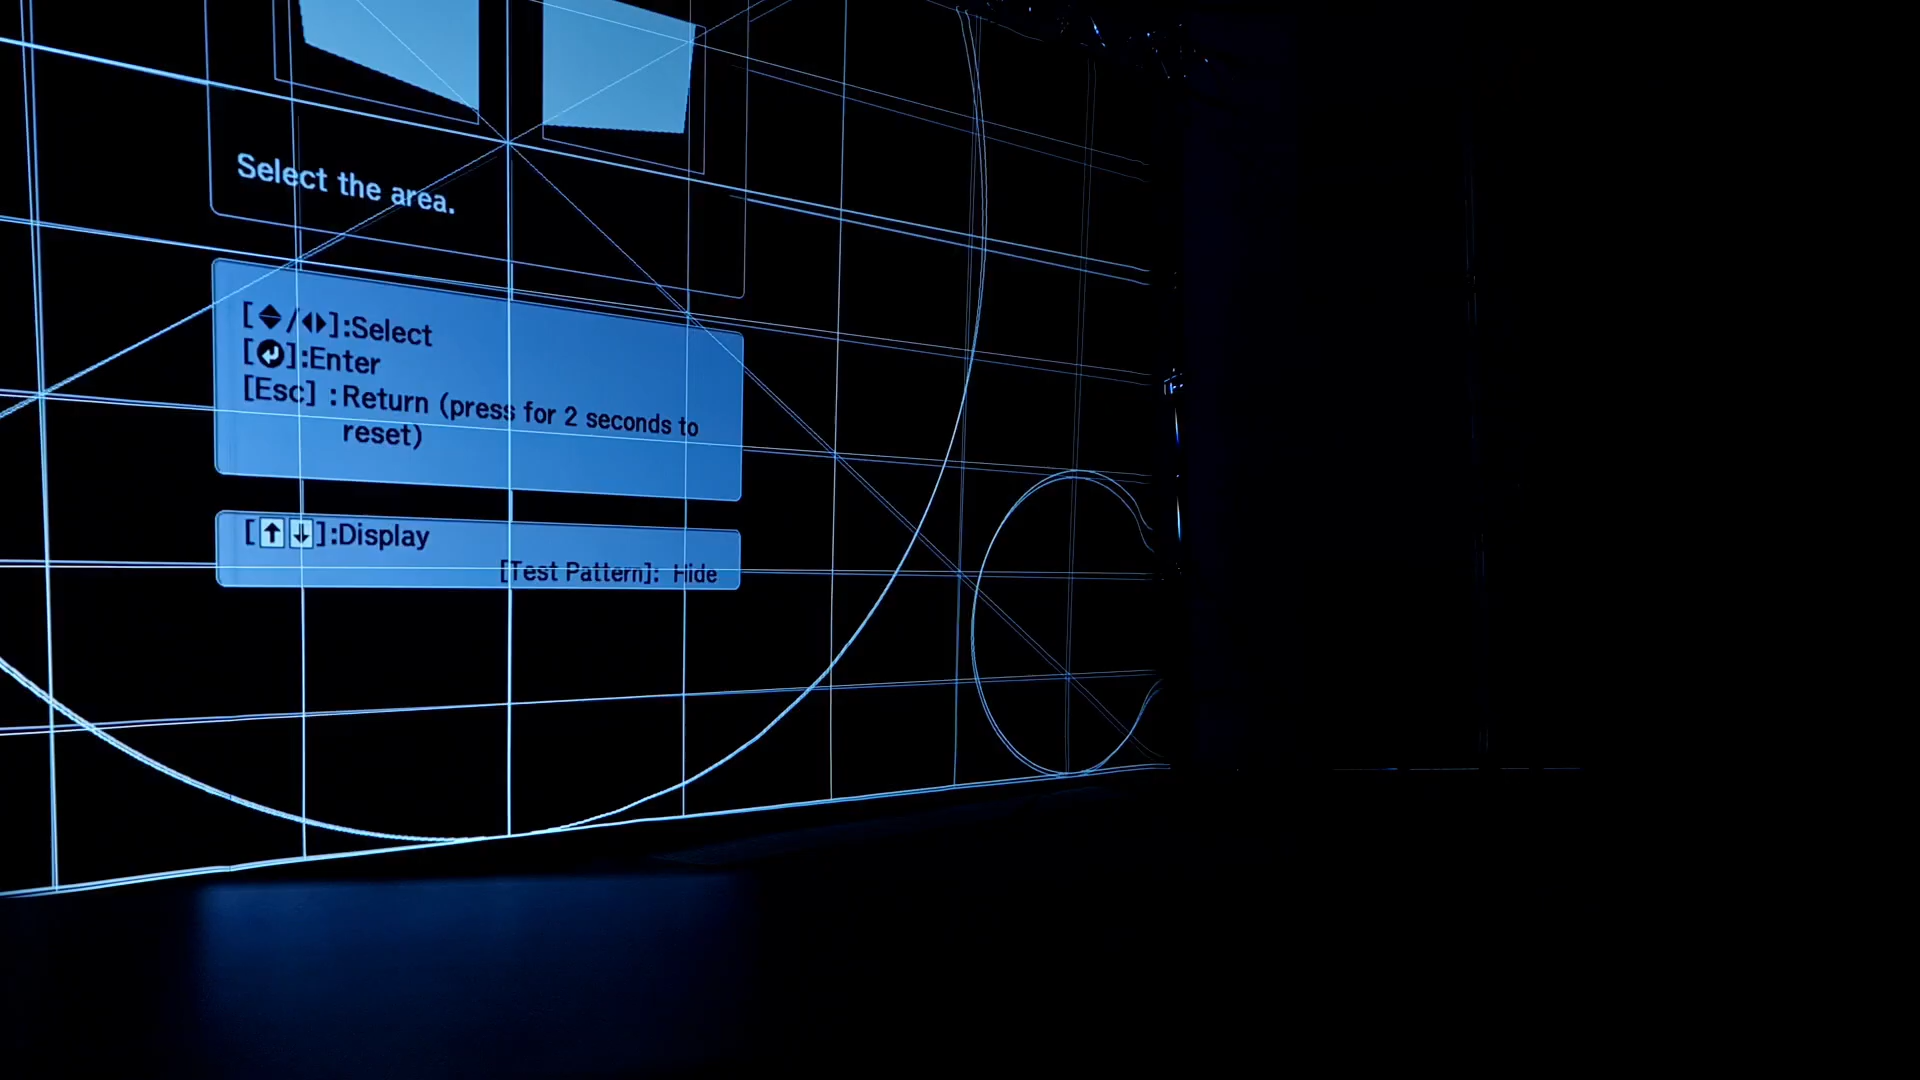 Select the area.
[◆/◆]:Select
[↵]:Enter
[Esc] :Return (press for 2 seconds to
reset)
[↑↓]:Display
[Test Pattern]: Hide